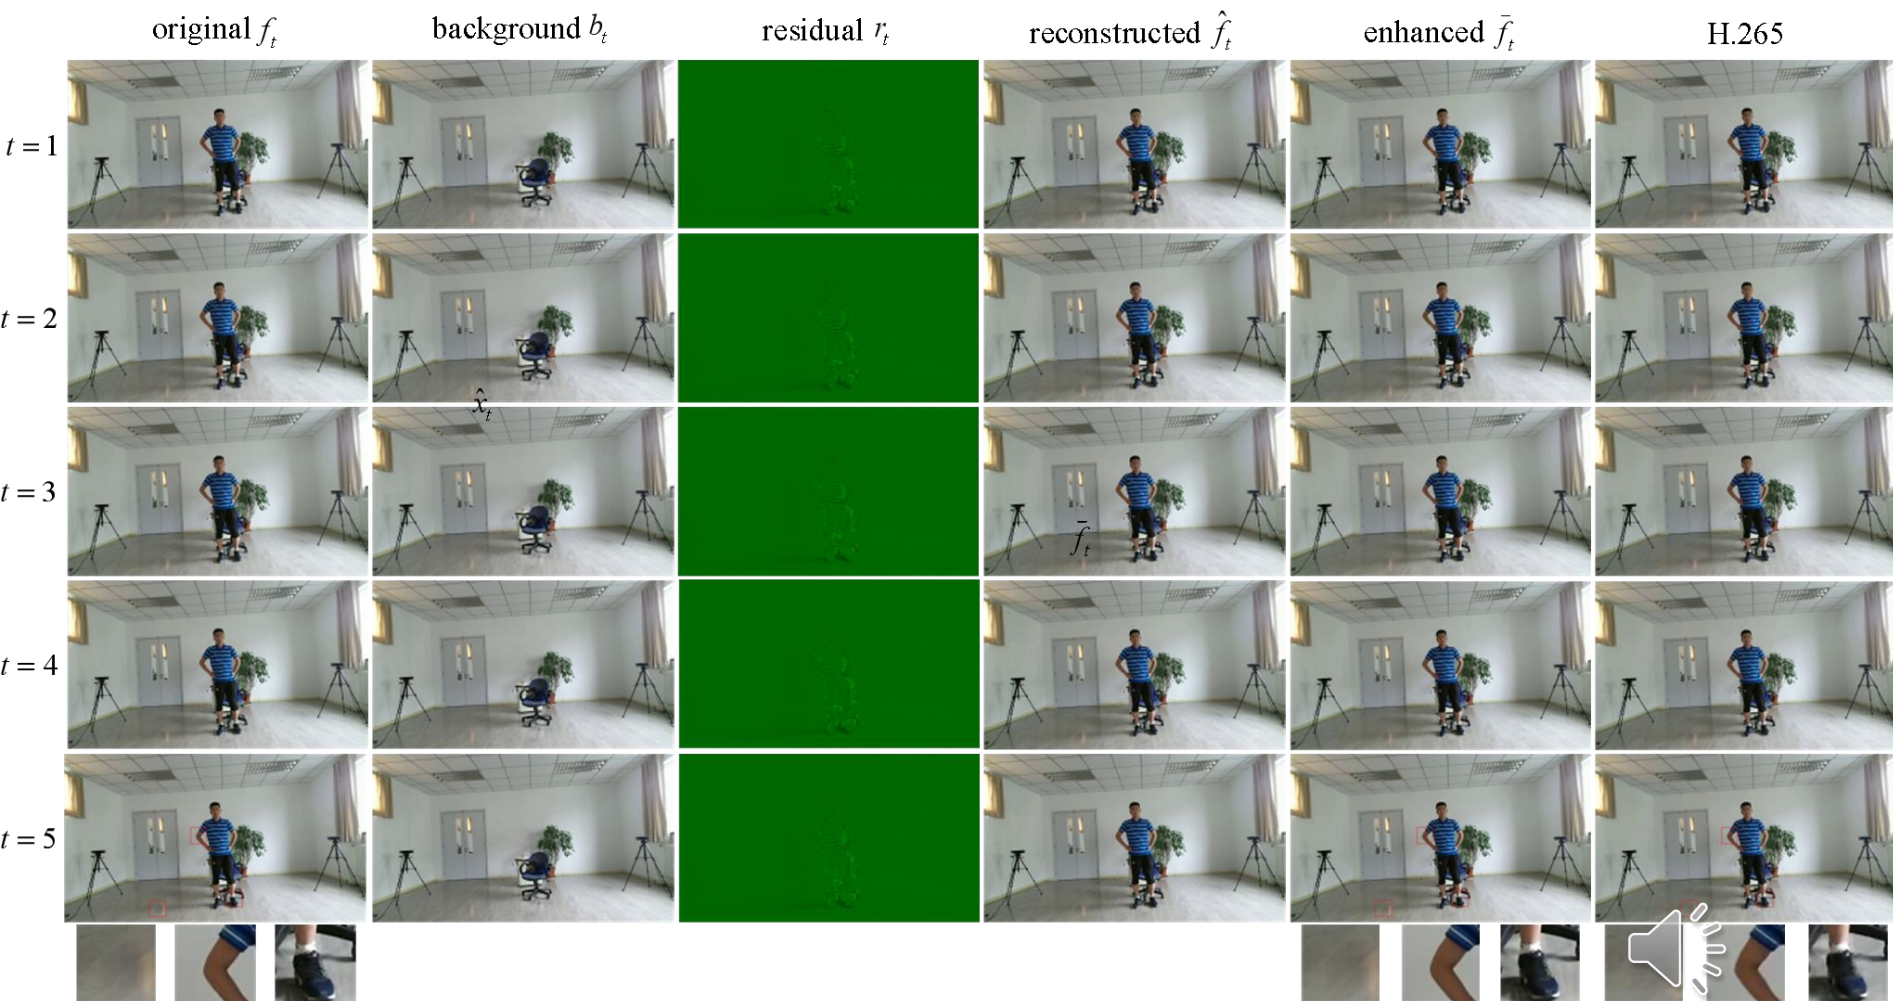 original f_t
background b_t
residual r_t
reconstructed f̂_t
enhanced f̄_t
H.265
t = 1
t = 2
x̂_t
t = 3
f̄_t
t = 4
t = 5